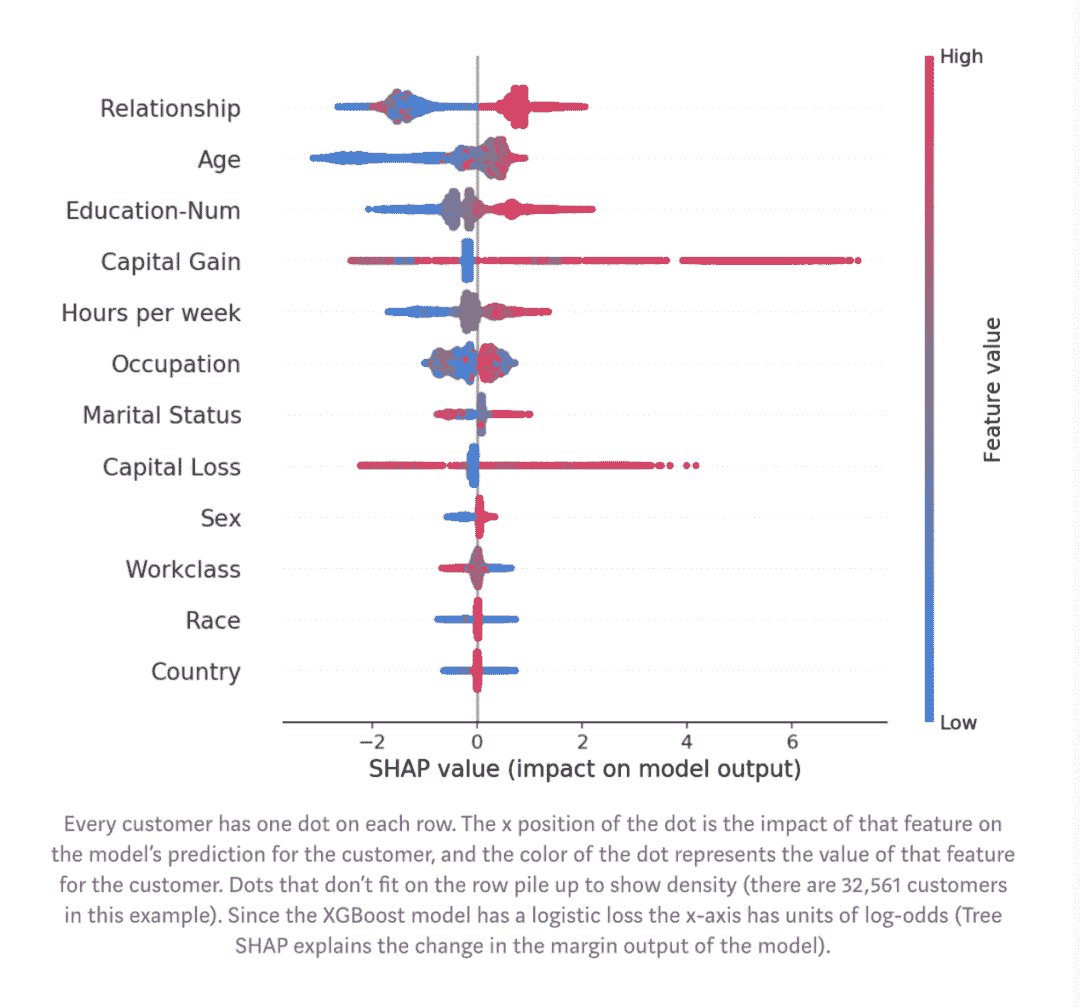 High
Relationship
Age
Education-Num
Capital Gain
Hours per week
Occupation
Marital Status
Capital Loss
Sex
Workclass
Race
Country
Feature value
Low
−2 0 2 4 6
SHAP value (impact on model output)
Every customer has one dot on each row. The x position of the dot is the impact of that feature on
the model’s prediction for the customer, and the color of the dot represents the value of that feature
for the customer. Dots that don’t fit on the row pile up to show density (there are 32,561 customers
in this example). Since the XGBoost model has a logistic loss the x-axis has units of log-odds (Tree
SHAP explains the change in the margin output of the model).